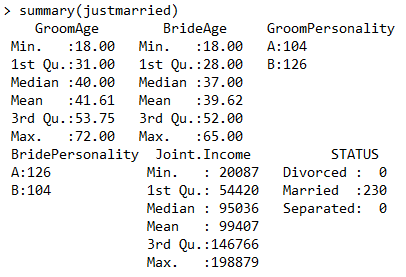 > summary(justmarried)
GroomAge BrideAge GroomPersonality
Min. :18.00 Min. :18.00 A:104
1st Qu.:31.00 1st Qu.:28.00 B:126
Median :40.00 Median :37.00
Mean :41.61 Mean :39.62
3rd Qu.:53.75 3rd Qu.:52.00
Max. :72.00 Max. :65.00
BridePersonality Joint.Income STATUS
A:126 Min. : 20087 Divorced : 0
B:104 1st Qu.: 54420 Married :230
Median : 95036 Separated: 0
Mean : 99407
3rd Qu.:146766
Max. :198879